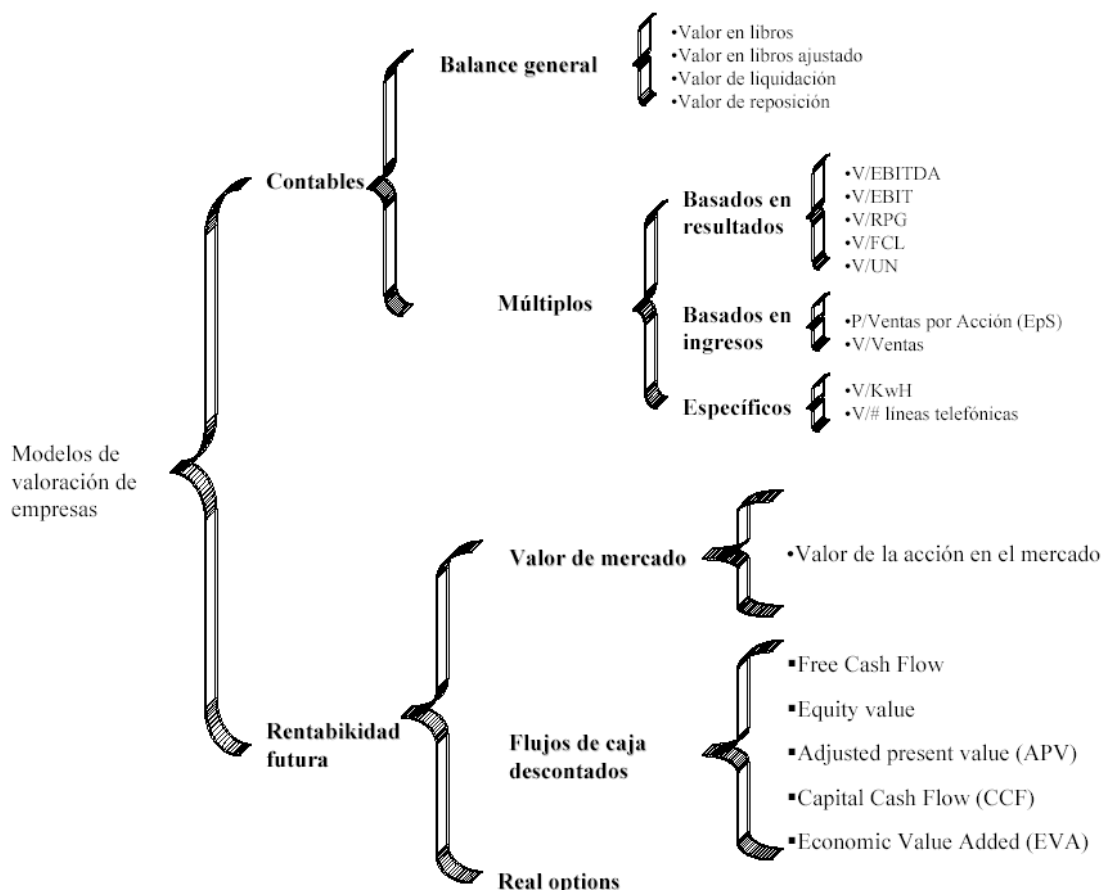 Modelos de
valoración de
empresas
Contables
Balance general
•Valor en libros
•Valor en libros ajustado
•Valor de liquidación
•Valor de reposición
Múltiplos
Basados en
resultados
•V/EBITDA
•V/EBIT
•V/RPG
•V/FCL
•V/UN
Basados en
ingresos
•P/Ventas por Acción (EpS)
•V/Ventas
Específicos
•V/KwH
•V/# líneas telefónicas
Rentabikidad
futura
Valor de mercado
•Valor de la acción en el mercado
Flujos de caja
descontados
▪Free Cash Flow
▪Equity value
▪Adjusted present value (APV)
▪Capital Cash Flow (CCF)
▪Economic Value Added (EVA)
Real options